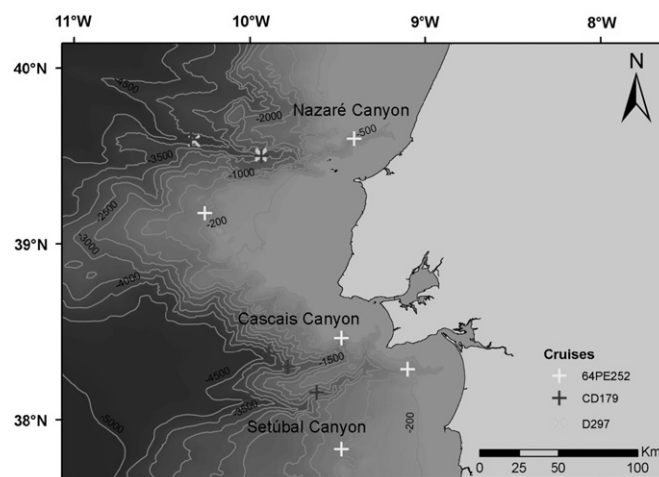 11°W 10°W 9°W 8°W
40°N
39°N
38°N
N
-4500
-2000
Nazaré Canyon
-500
-3500
-1000
-2500
-200
-3000
-4000
Cascais Canyon
-1500
-4500
-3500
Setúbal Canyon
-200
-5000
Cruises
64PE252
CD179
D297
Km
0 25 50 100